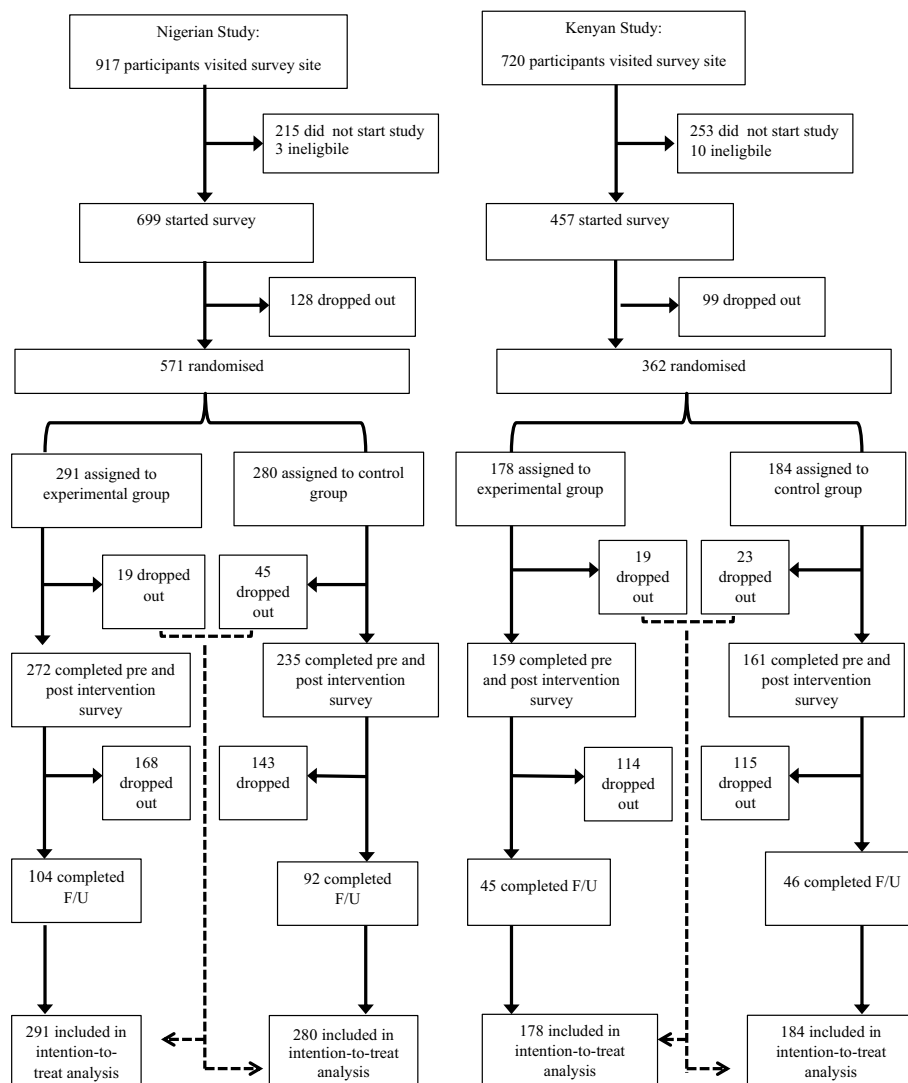 Nigerian Study:
917 participants visited survey site
215 did  not start study
3 ineligbile
699 started survey
128 dropped out
571 randomised
291 assigned to
experimental group
280 assigned to control
group
19 dropped
out
45
dropped
out
272 completed pre and
post intervention
survey
235 completed pre and
post intervention
survey
168
dropped
out
143
dropped
104 completed
F/U
92 completed
F/U
291 included in
intention-to-
treat analysis
280 included in
intention-to-treat
analysis
Kenyan Study:
720 participants visited survey site
253 did  not start study
10 ineligible
457 started survey
99 dropped out
362 randomised
178 assigned to
experimental group
184 assigned to
control group
19
dropped
out
23
dropped
out
159 completed pre
and post intervention
survey
161 completed pre and
post intervention
survey
114
dropped
out
115
dropped
out
45 completed F/U
46 completed F/U
178 included in
intention-to-treat
analysis
184 included in
intention-to-treat
analysis